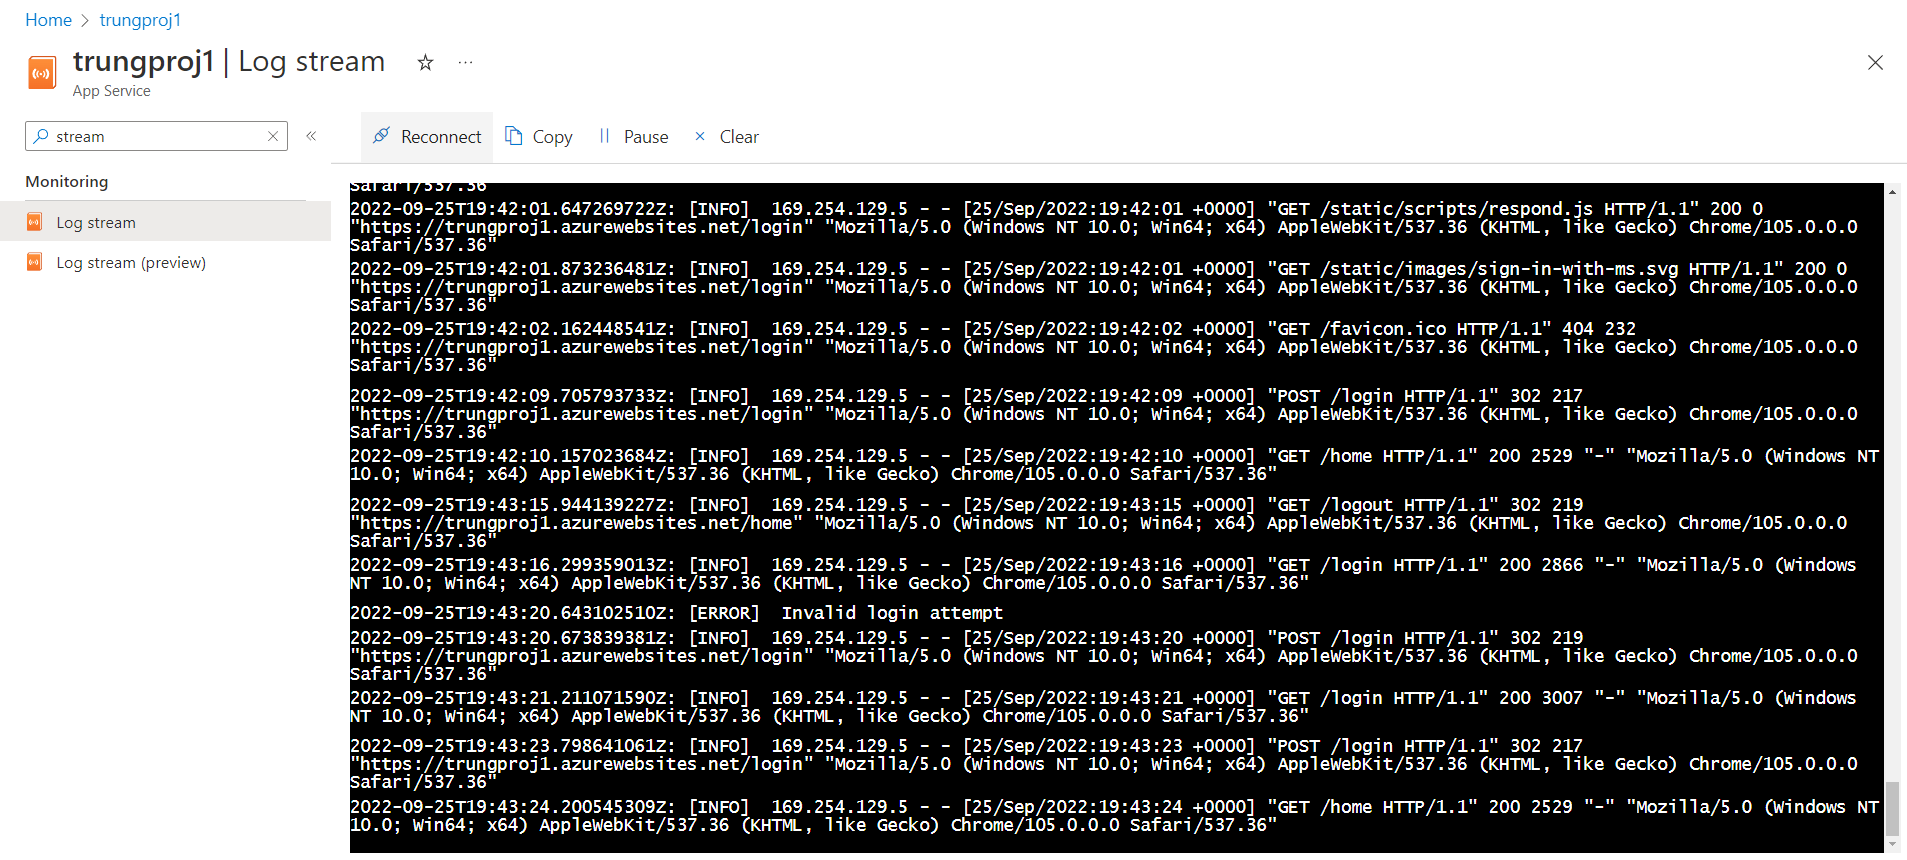 Home > trungproj1
trungproj1 | Log stream ☆ ...
App Service
stream
Monitoring
Log stream
Log stream (preview)
Reconnect Copy Pause Clear
Safari/537.36
2022-09-25T19:42:01.647269722Z: [INFO]  169.254.129.5 - - [25/Sep/2022:19:42:01 +0000] "GET /static/scripts/respond.js HTTP/1.1" 200 0
"https://trungproj1.azurewebsites.net/login" "Mozilla/5.0 (Windows NT 10.0; Win64; x64) AppleWebKit/537.36 (KHTML, like Gecko) Chrome/105.0.0.0
Safari/537.36"
2022-09-25T19:42:01.873236481Z: [INFO]  169.254.129.5 - - [25/Sep/2022:19:42:01 +0000] "GET /static/images/sign-in-with-ms.svg HTTP/1.1" 200 0
"https://trungproj1.azurewebsites.net/login" "Mozilla/5.0 (Windows NT 10.0; Win64; x64) AppleWebKit/537.36 (KHTML, like Gecko) Chrome/105.0.0.0
Safari/537.36"
2022-09-25T19:42:02.162448541Z: [INFO]  169.254.129.5 - - [25/Sep/2022:19:42:02 +0000] "GET /favicon.ico HTTP/1.1" 404 232
"https://trungproj1.azurewebsites.net/login" "Mozilla/5.0 (Windows NT 10.0; Win64; x64) AppleWebKit/537.36 (KHTML, like Gecko) Chrome/105.0.0.0
Safari/537.36"
2022-09-25T19:42:09.705793733Z: [INFO]  169.254.129.5 - - [25/Sep/2022:19:42:09 +0000] "POST /login HTTP/1.1" 302 217
"https://trungproj1.azurewebsites.net/login" "Mozilla/5.0 (Windows NT 10.0; Win64; x64) AppleWebKit/537.36 (KHTML, like Gecko) Chrome/105.0.0.0
Safari/537.36"
2022-09-25T19:42:10.157023684Z: [INFO]  169.254.129.5 - - [25/Sep/2022:19:42:10 +0000] "GET /home HTTP/1.1" 200 2529 "-" "Mozilla/5.0 (Windows NT
10.0; Win64; x64) AppleWebKit/537.36 (KHTML, like Gecko) Chrome/105.0.0.0 Safari/537.36"
2022-09-25T19:43:15.944139227Z: [INFO]  169.254.129.5 - - [25/Sep/2022:19:43:15 +0000] "GET /logout HTTP/1.1" 302 219
"https://trungproj1.azurewebsites.net/home" "Mozilla/5.0 (Windows NT 10.0; Win64; x64) AppleWebKit/537.36 (KHTML, like Gecko) Chrome/105.0.0.0
Safari/537.36"
2022-09-25T19:43:16.299359013Z: [INFO]  169.254.129.5 - - [25/Sep/2022:19:43:16 +0000] "GET /login HTTP/1.1" 200 2866 "-" "Mozilla/5.0 (Windows
NT 10.0; Win64; x64) AppleWebKit/537.36 (KHTML, like Gecko) Chrome/105.0.0.0 Safari/537.36"
2022-09-25T19:43:20.643102510Z: [ERROR]  Invalid login attempt
2022-09-25T19:43:20.673839381Z: [INFO]  169.254.129.5 - - [25/Sep/2022:19:43:20 +0000] "POST /login HTTP/1.1" 302 219
"https://trungproj1.azurewebsites.net/login" "Mozilla/5.0 (Windows NT 10.0; Win64; x64) AppleWebKit/537.36 (KHTML, like Gecko) Chrome/105.0.0.0
Safari/537.36"
2022-09-25T19:43:21.211071590Z: [INFO]  169.254.129.5 - - [25/Sep/2022:19:43:21 +0000] "GET /login HTTP/1.1" 200 3007 "-" "Mozilla/5.0 (Windows
NT 10.0; Win64; x64) AppleWebKit/537.36 (KHTML, like Gecko) Chrome/105.0.0.0 Safari/537.36"
2022-09-25T19:43:23.798641061Z: [INFO]  169.254.129.5 - - [25/Sep/2022:19:43:23 +0000] "POST /login HTTP/1.1" 302 217
"https://trungproj1.azurewebsites.net/login" "Mozilla/5.0 (Windows NT 10.0; Win64; x64) AppleWebKit/537.36 (KHTML, like Gecko) Chrome/105.0.0.0
Safari/537.36"
2022-09-25T19:43:24.200545309Z: [INFO]  169.254.129.5 - - [25/Sep/2022:19:43:24 +0000] "GET /home HTTP/1.1" 200 2529 "-" "Mozilla/5.0 (Windows NT
10.0; Win64; x64) AppleWebKit/537.36 (KHTML, like Gecko) Chrome/105.0.0.0 Safari/537.36"